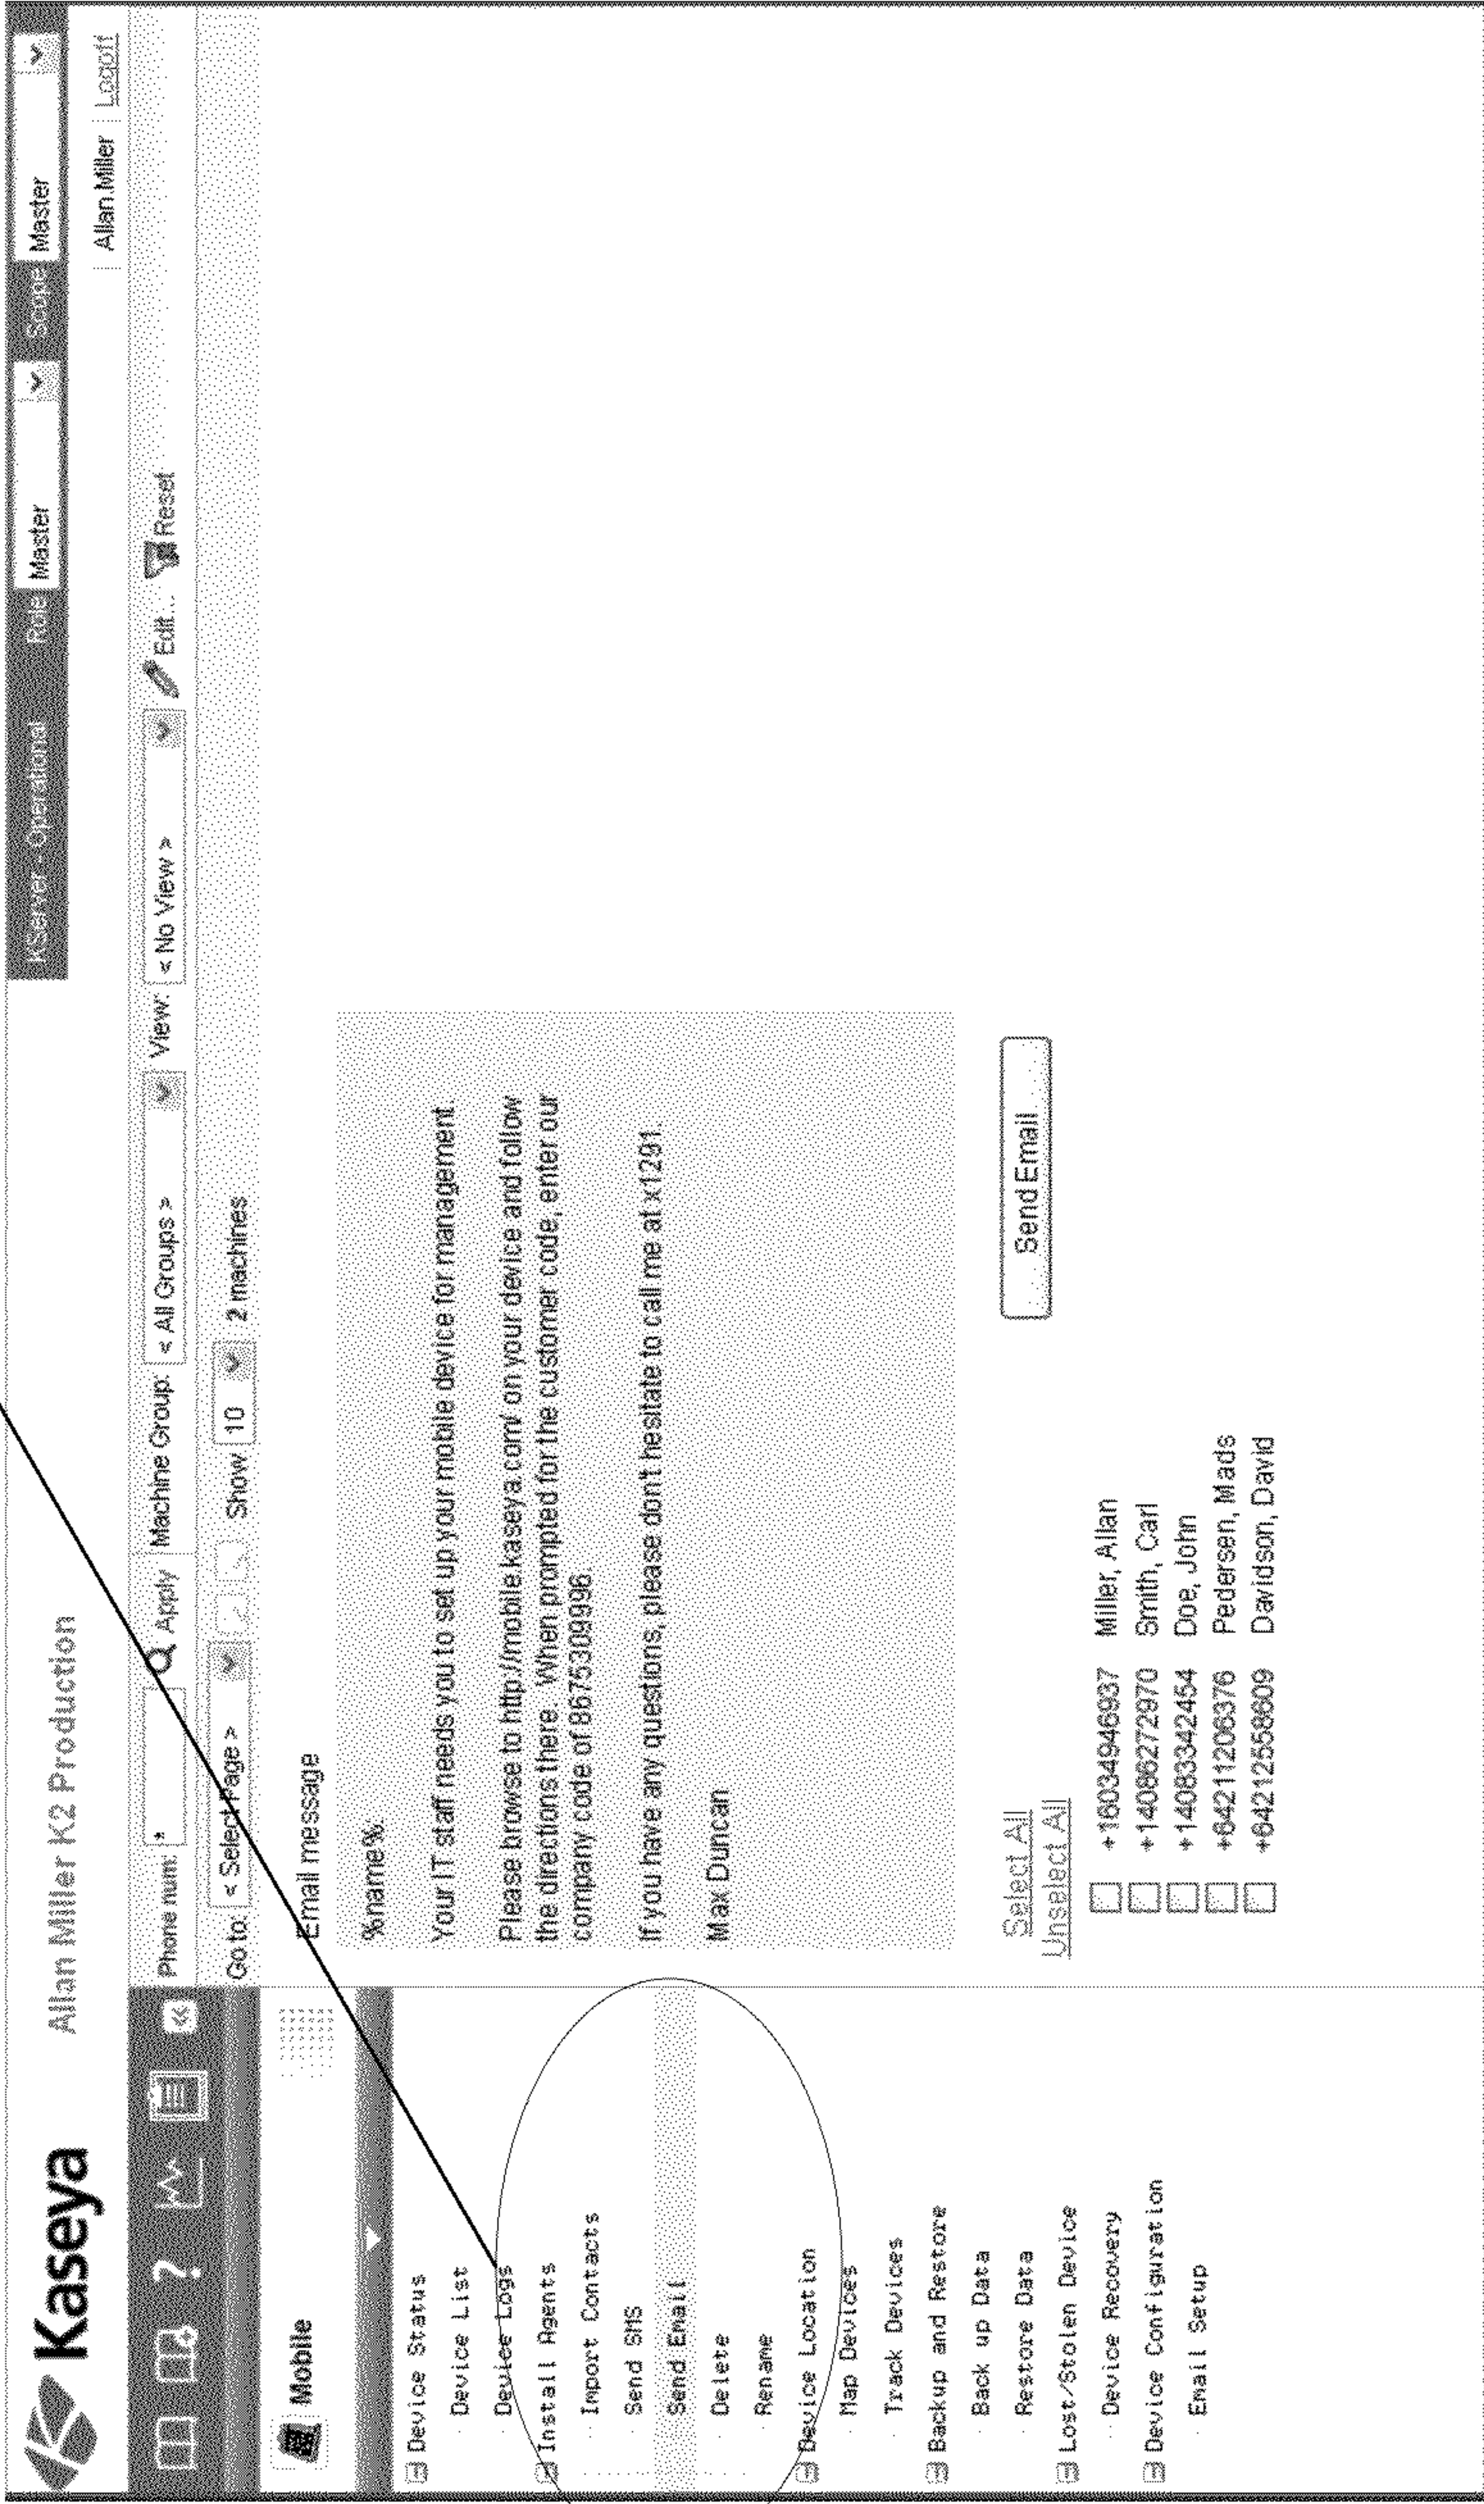 Kaseya
Allan Miller K2 Production
KServer - Operational Role Master Scope Master
Allan.Miller Logoff
Phone num: * Apply Machine Group: < All Groups > View: < No View > Edit... Reset
Go to: < Select Page > Show 10 2 machines
Mobile
Device Status
Device List
Device Logs
Install Agents
Import Contacts
Send SMS
Send Email
Delete
Rename
Device Location
Map Devices
Track Devices
Backup and Restore
Back up Data
Restore Data
Lost/Stolen Device
Device Recovery
Device Configuration
Email Setup
Email message
%name%
Your IT staff needs you to set up your mobile device for management.
Please browse to http://mobile.kaseya.com/ on your device and follow
the directions there. When prompted for the customer code, enter our
company code of 8675309996.
If you have any questions, please don't hesitate to call me at x1291.
Max Duncan
Select All
Unselect All
Send Email
+16034946937 Miller, Allan
+14086272970 Smith, Carl
+14083342454 Doe, John
+64211206376 Pedersen, Mads
+64212558609 Davidson, David